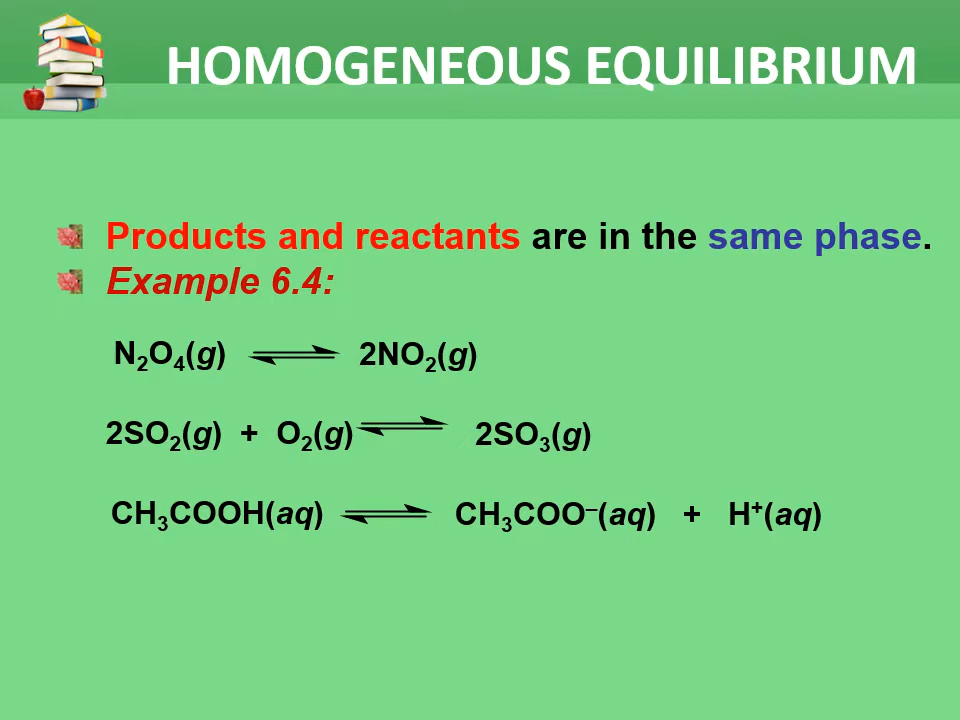 HOMOGENEOUS EQUILIBRIUM
Products and reactants are in the same phase.
Example 6.4:
N₂O₄(g) ⇌ 2NO₂(g)
2SO₂(g) + O₂(g) ⇌ 2SO₃(g)
CH₃COOH(aq) ⇌ CH₃COO⁻(aq) + H⁺(aq)